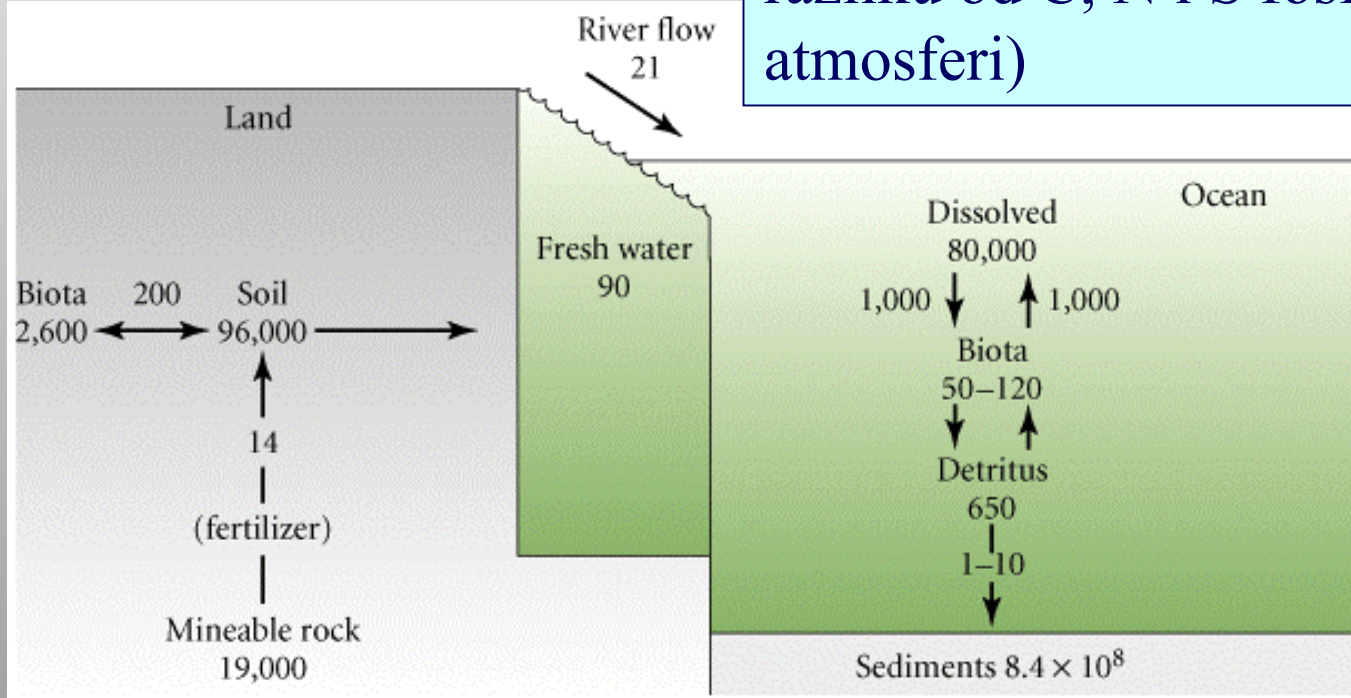 atmosferi)
River flow
21
Land
Ocean
Dissolved
80,000
Fresh water
90
1,000 1,000
Biota 200 Soil
2,600 96,000
Biota
50–120
14
Detritus
650
(fertilizer)
1–10
Mineable rock
19,000
Sediments 8.4 × 10⁸